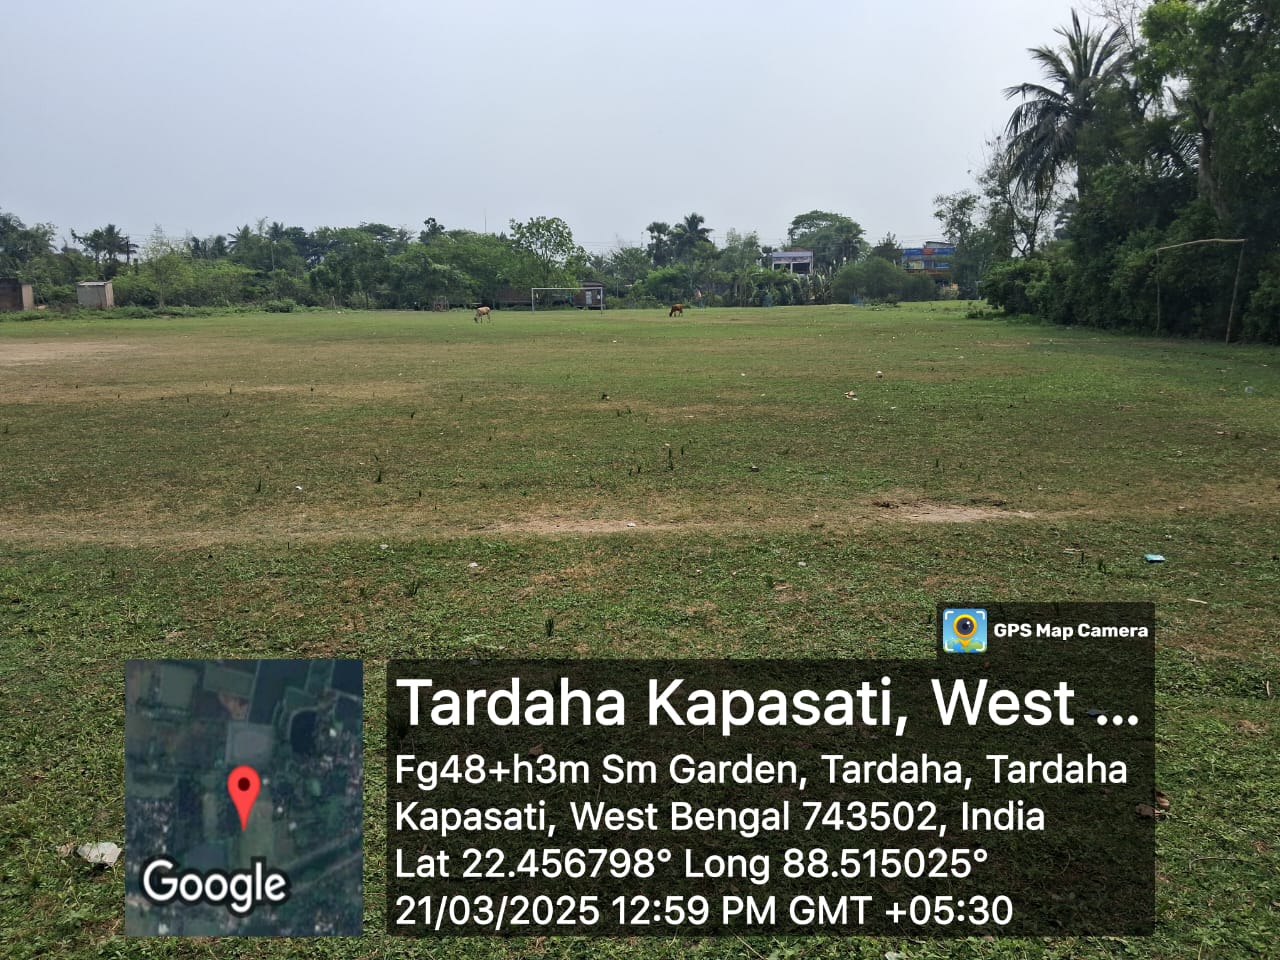 GPS Map Camera
Tardaha Kapasati, West ...
Fg48+h3m Sm Garden, Tardaha, Tardaha
Kapasati, West Bengal 743502, India
Lat 22.456798° Long 88.515025°
21/03/2025 12:59 PM GMT +05:30
Google